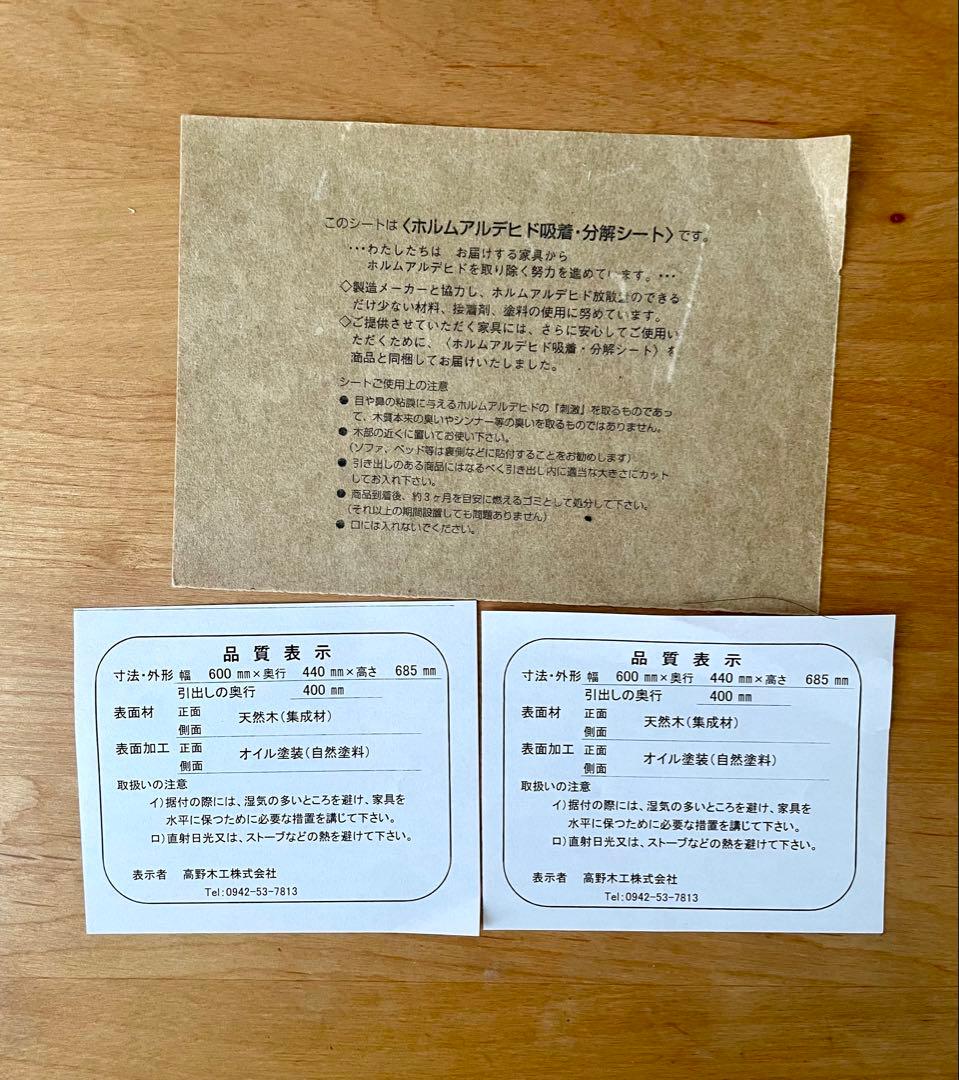 このシートは〈ホルムアルデヒド吸着・分解シート〉です。
・・・わたしたちは お届けする家具から
ホルムアルデヒドを取り除く努力を進めています。・・・
◇製造メーカーと協力し、ホルムアルデヒド放散量のできる
だけ少ない材料、接着剤、塗料の使用に努めています。
◇ご提供させていただく家具には、さらに安心してご使用い
ただくために、〈ホルムアルデヒド吸着・分解シート〉を
商品と同梱してお届けいたしました。
シートご使用上の注意
● 目や鼻の粘膜に与えるホルムアルデヒドの「刺激」を取るものであっ
て、木質本来の臭いやシンナー等の臭いを取るものではありません。
● 木部の近くに置いてお使い下さい。
(ソファ、ベッド等は裏側などに貼付することをお勧めします)
● 引き出しのある商品にはなるべく引き出し内に適当な大きさにカット
してお入れ下さい。
● 商品到着後、約3ヶ月を目安に燃えるゴミとして処分して下さい。
(それ以上の期間設置しても問題ありません)
● 口には入れないでください。
品質表示
寸法・外形 幅 600 mm×奥行 440 mm×高さ 685 mm
引出しの奥行 400 mm
表面材 正面
天然木(集成材)
側面
表面加工 正面
オイル塗装(自然塗料)
側面
取扱いの注意
イ)据付の際には、湿気の多いところを避け、家具を
水平に保つために必要な措置を講じて下さい。
ロ)直射日光又は、ストーブなどの熱を避けて下さい。
表示者 高野木工株式会社
Tel:0942-53-7813
品質表示
寸法・外形 幅 600 mm×奥行 440 mm×高さ 685 mm
引出しの奥行 400 mm
表面材 正面
天然木(集成材)
側面
表面加工 正面
オイル塗装(自然塗料)
側面
取扱いの注意
イ)据付の際には、湿気の多いところを避け、家具を
水平に保つために必要な措置を講じて下さい。
ロ)直射日光又は、ストーブなどの熱を避けて下さい。
表示者 高野木工株式会社
Tel:0942-53-7813